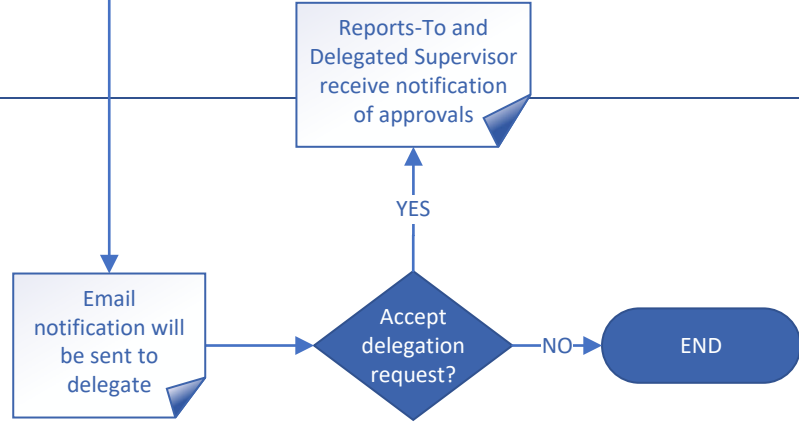 Reports-To and
Delegated Supervisor
receive notification
of approvals
YES
Email
notification will
be sent to
delegate
Accept
delegation
request?
NO
END